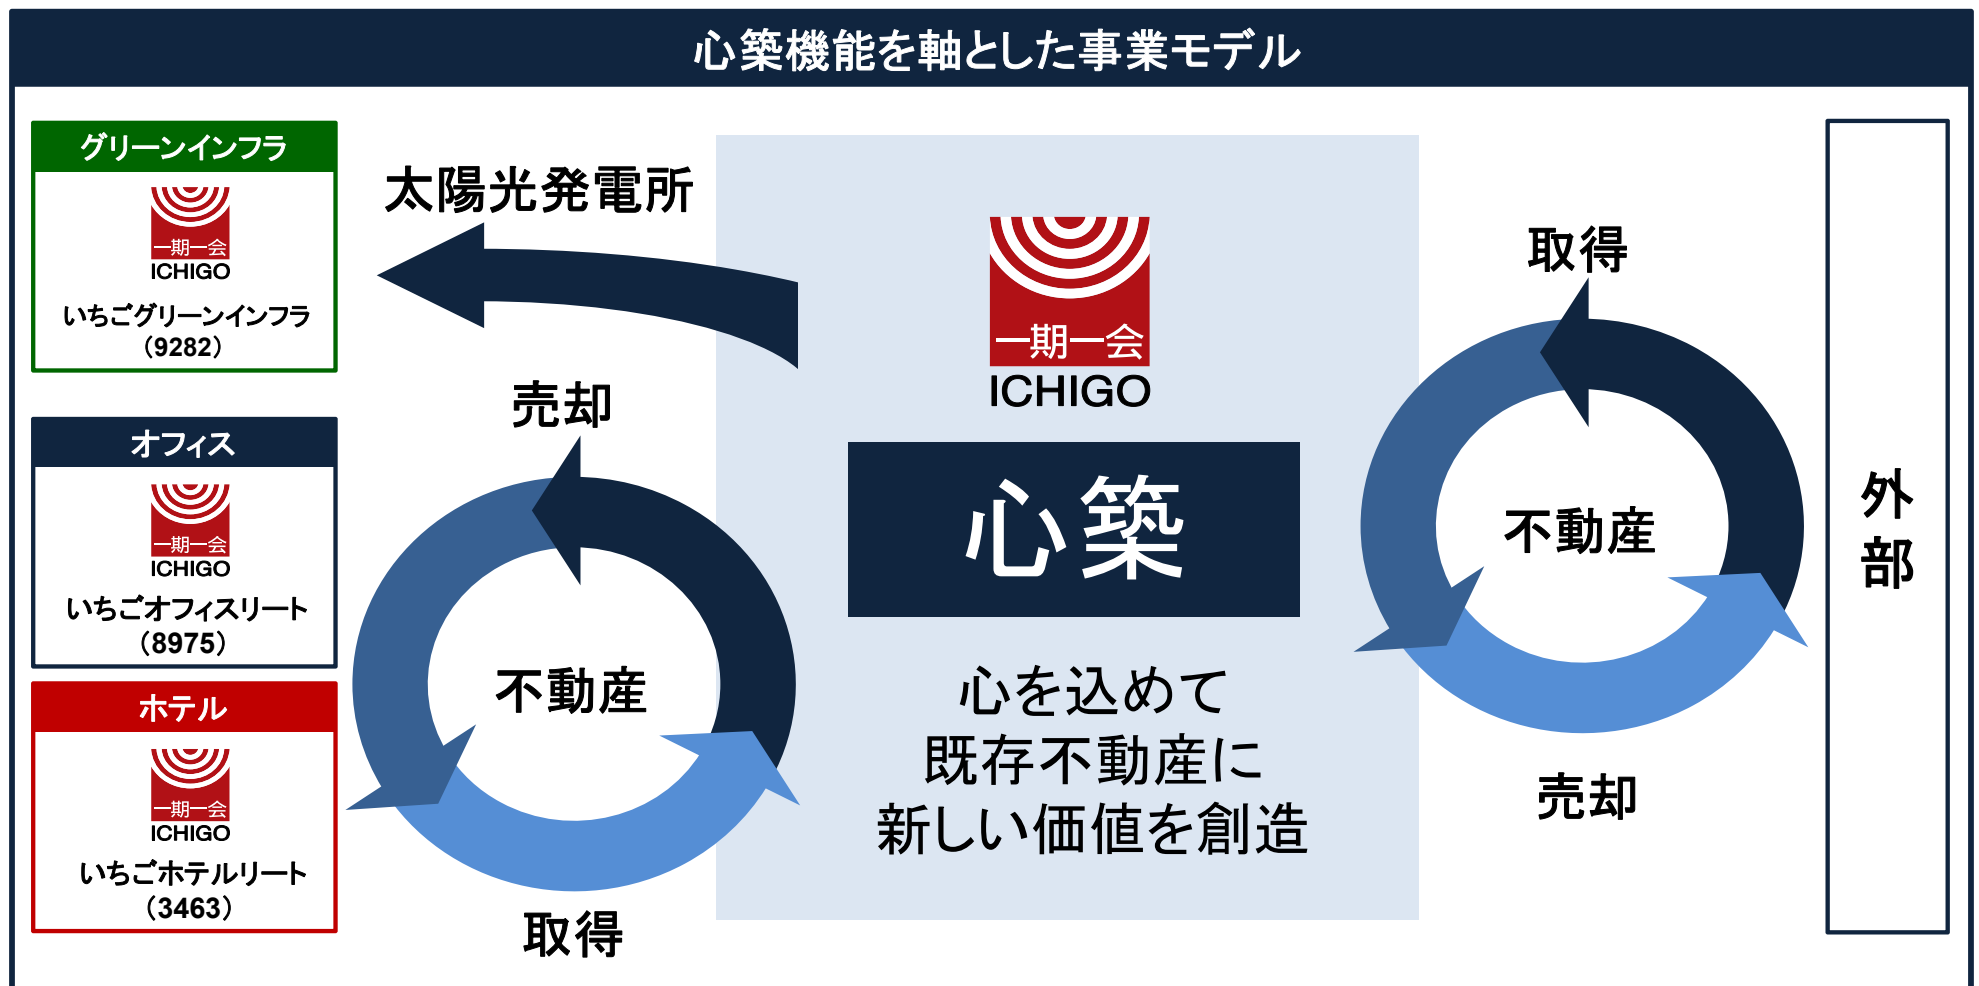 心築機能を軸とした事業モデル
グリーンインフラ
一期一会
ICHIGO
いちごグリーンインフラ
（9282）
オフィス
一期一会
ICHIGO
いちごオフィスリート
（8975）
ホテル
一期一会
ICHIGO
いちごホテルリート
（3463）
太陽光発電所
売却
不動産
取得
一期一会
ICHIGO
心築
心を込めて
既存不動産に
新しい価値を創造
取得
不動産
売却
外
部